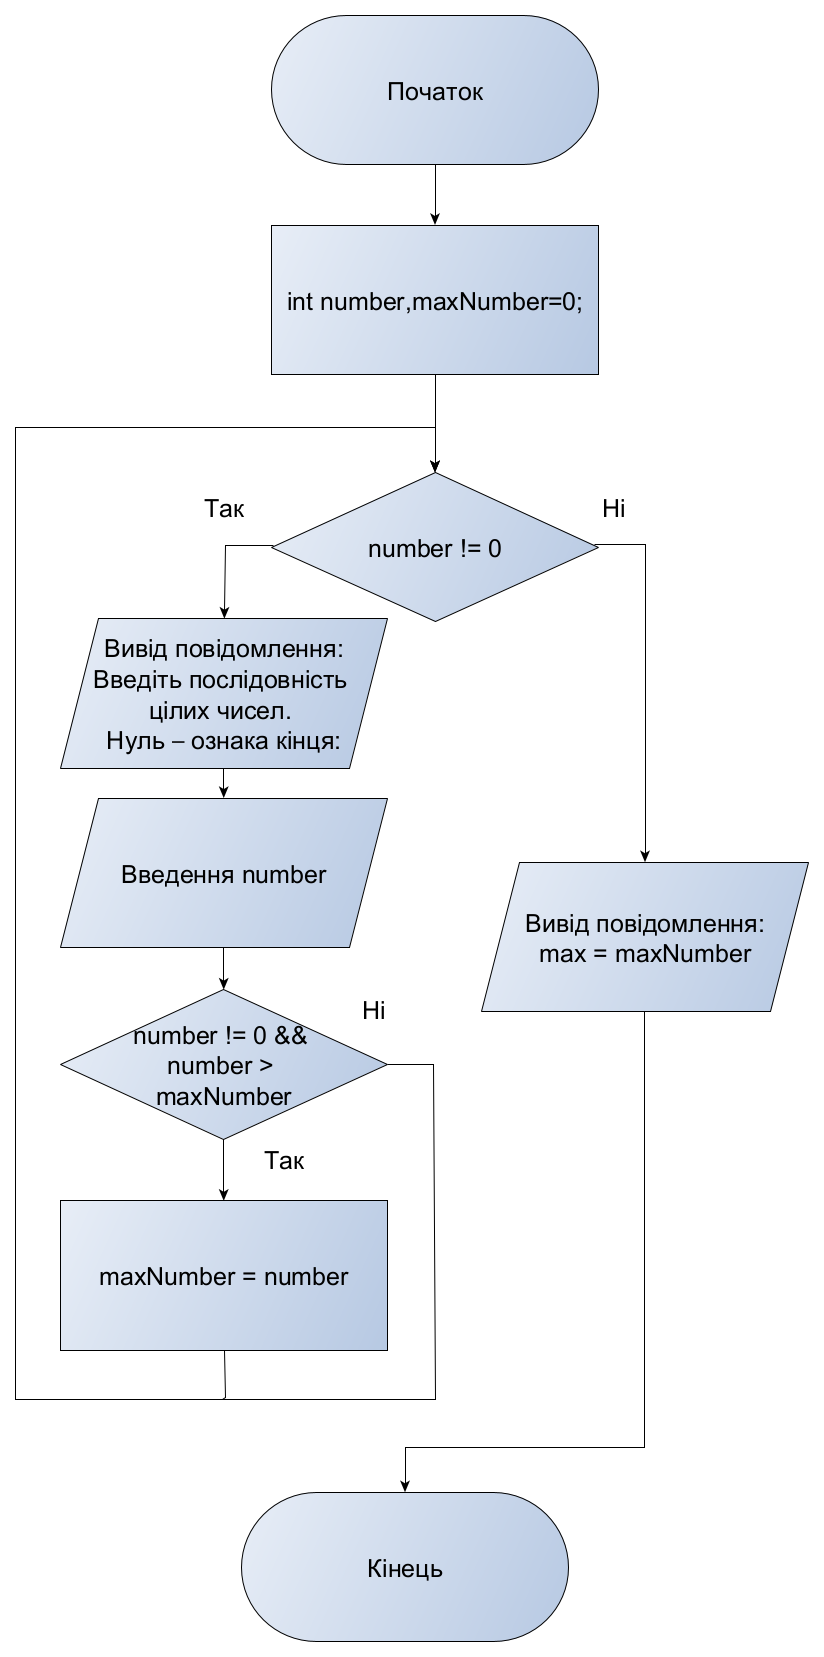 Початок
int number,maxNumber=0;
Так
Ні
number != 0
Вивід повідомлення:
Введіть послідовність
цілих чисел.
Нуль – ознака кінця:
Введення number
Вивід повідомлення:
max = maxNumber
Ні
number != 0 &&
number >
maxNumber
Так
maxNumber = number
Кінець